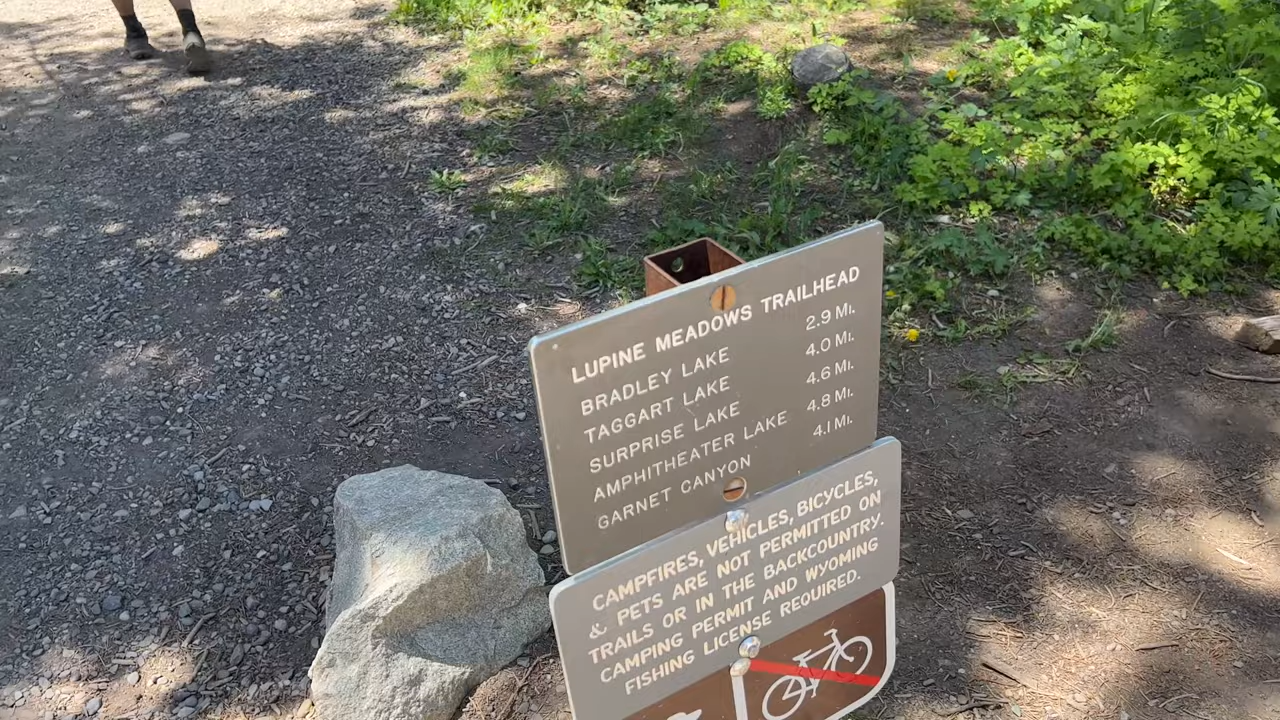 LUPINE MEADOWS TRAILHEAD
BRADLEY LAKE 2.9 MI.
TAGGART LAKE 4.0 MI.
SURPRISE LAKE 4.6 MI.
AMPHITHEATER LAKE 4.8 MI.
GARNET CANYON 4.1 MI.
CAMPFIRES, VEHICLES, BICYCLES,
& PETS ARE NOT PERMITTED ON
TRAILS OR IN THE BACKCOUNTRY.
CAMPING PERMIT AND WYOMING
FISHING LICENSE REQUIRED.